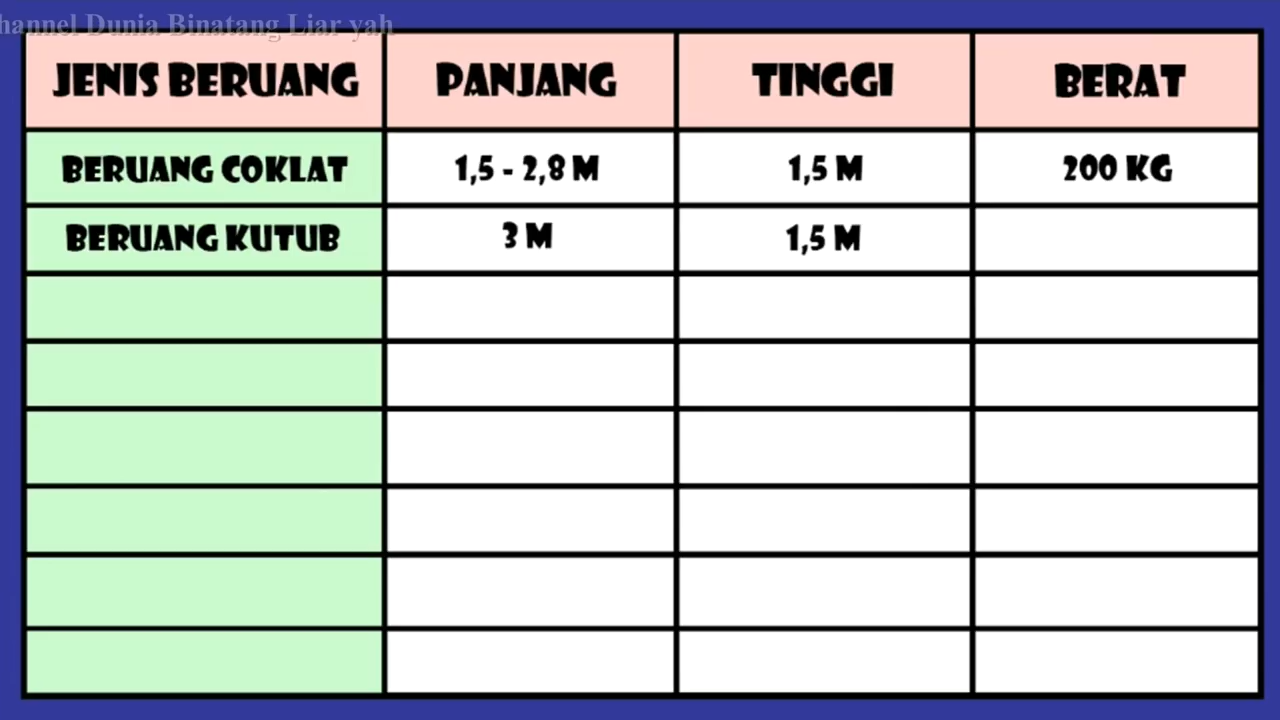 hannel Dunia Binatang Liar yah
JENIS BERUANG PANJANG TINGGI BERAT
BERUANG COKLAT 1,5 - 2,8 M 1,5 M 200 KG
BERUANG KUTUB 3 M 1,5 M